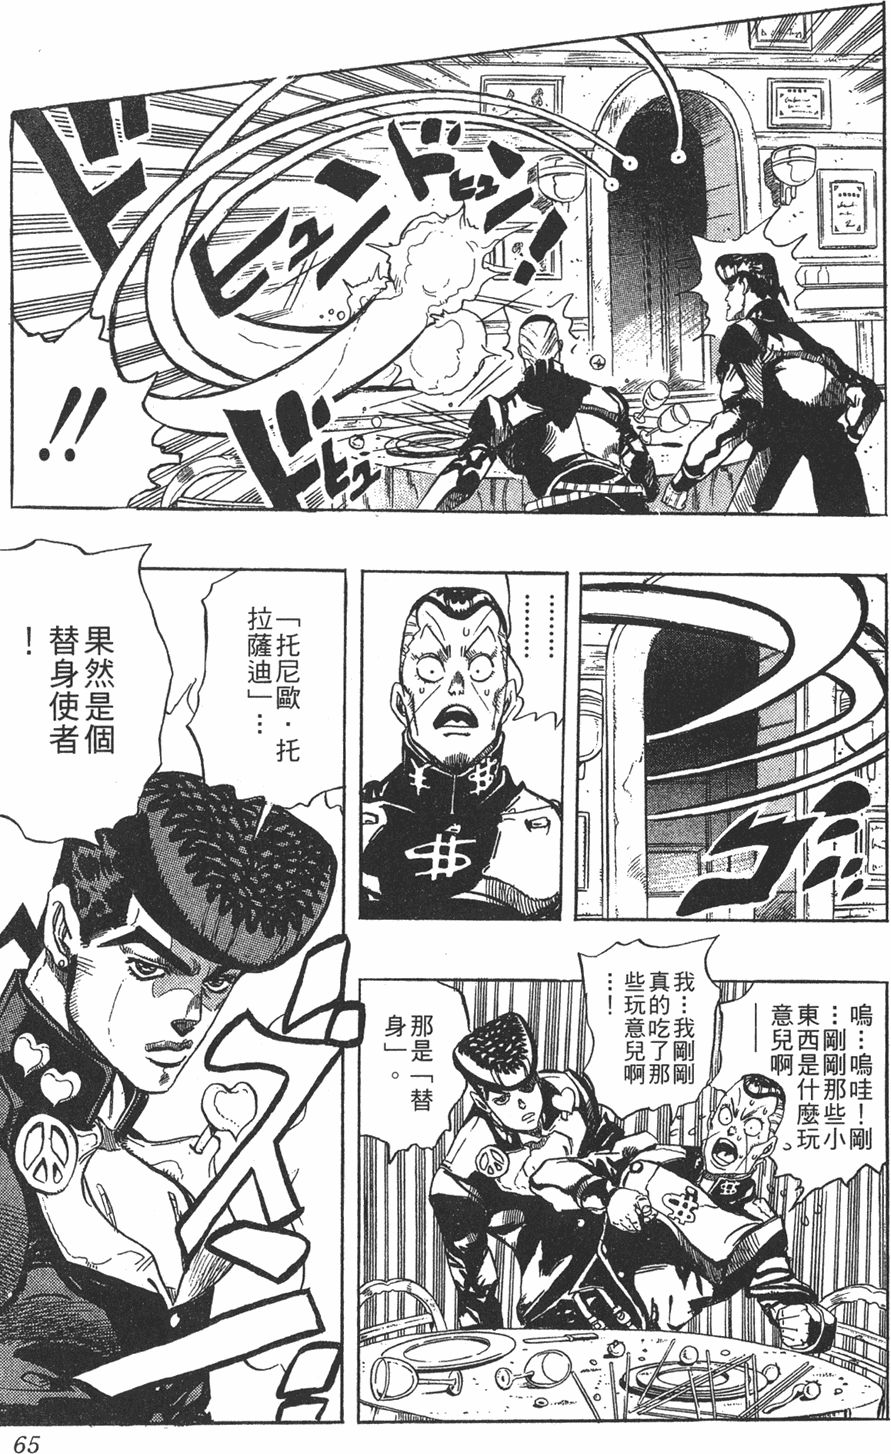 ドヒュンドヒュン!!
ドドヒュ
!!
ゴ
…………
…………
嗚…嗚哇！剛
…剛剛那些小
東西是什麼玩
意兒啊
——
。
我…我剛剛
真的吃了那
些玩意兒啊
…！
那是「替
身」。
「托尼歐·托
拉薩迪」…
果然是個
替身使者
！
ズン
65